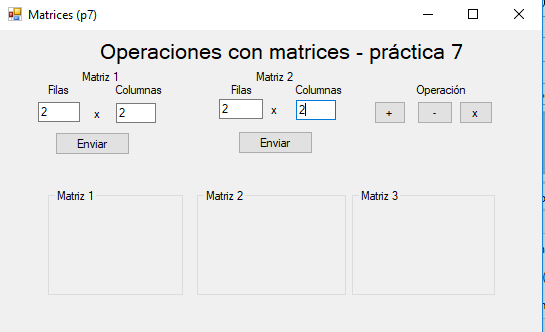 Matrices (p7)
Operaciones con matrices - práctica 7
Matriz 1
Matriz 2
Filas
Columnas
Filas
Columnas
Operación
2
x
2
2
x
2
+
-
x
Enviar
Enviar
Matriz 1
Matriz 2
Matriz 3